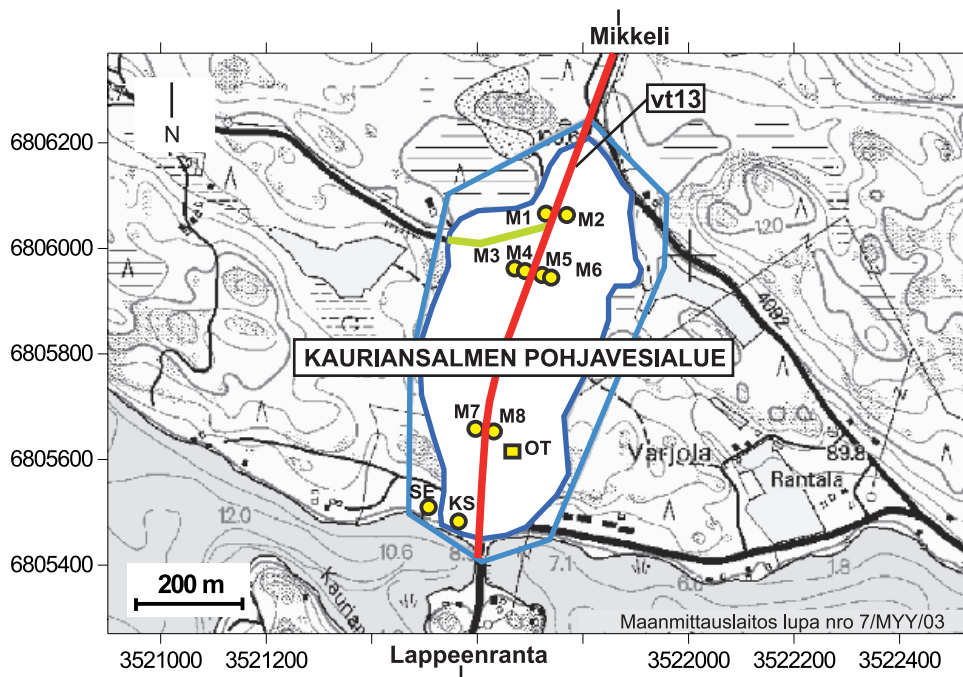 Mikkeli
vt13
N
103.6
6806200
6806000
6805800
6805600
6805400
M1
M2
M3
M4
M5
M6
120
4092
KAURIANSALMEN POHJAVESIALUE
M7
M8
OT
SE
KS
Varjola
89.8
Rantala
12.0
10.6
7.1
6.0
1.8
Kaurian
200 m
Maanmittauslaitos lupa nro 7/MYY/03
3521000
3521200
Lappeenranta
3522000
3522200
3522400